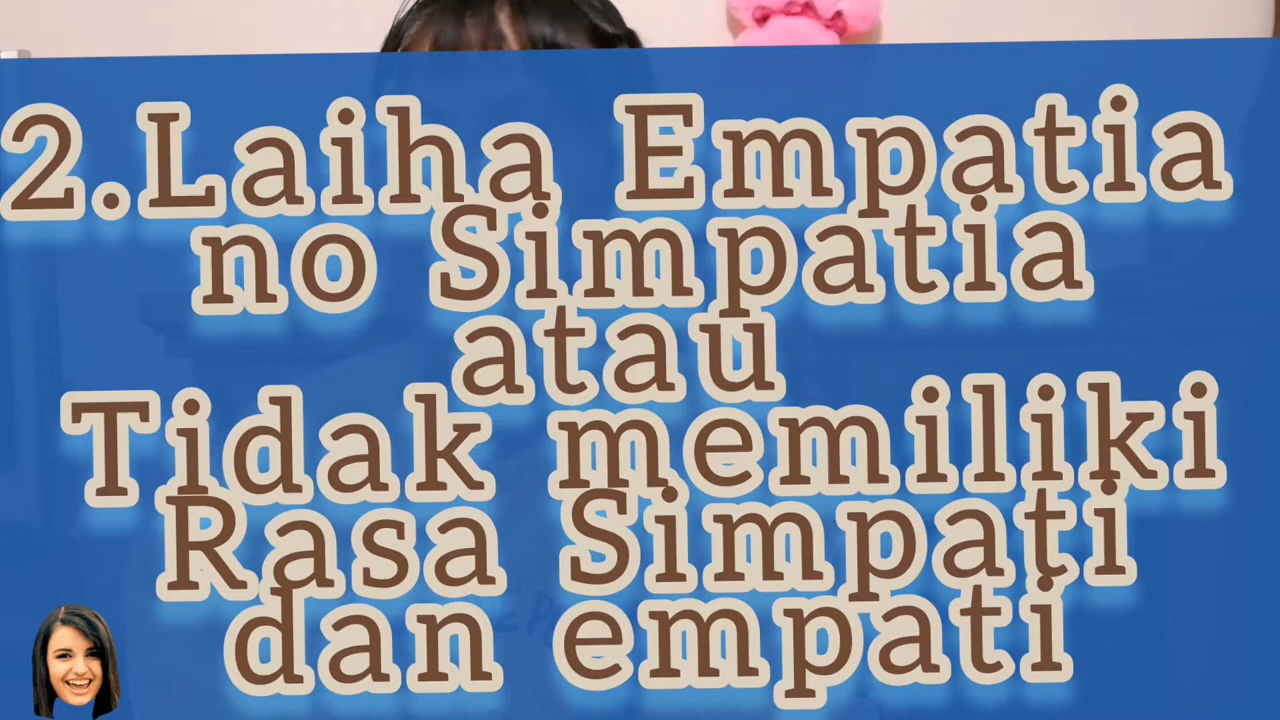 2.Laiha Empatia
no Simpatia
atau
Tidak memiliki
Rasa Simpati
dan empati